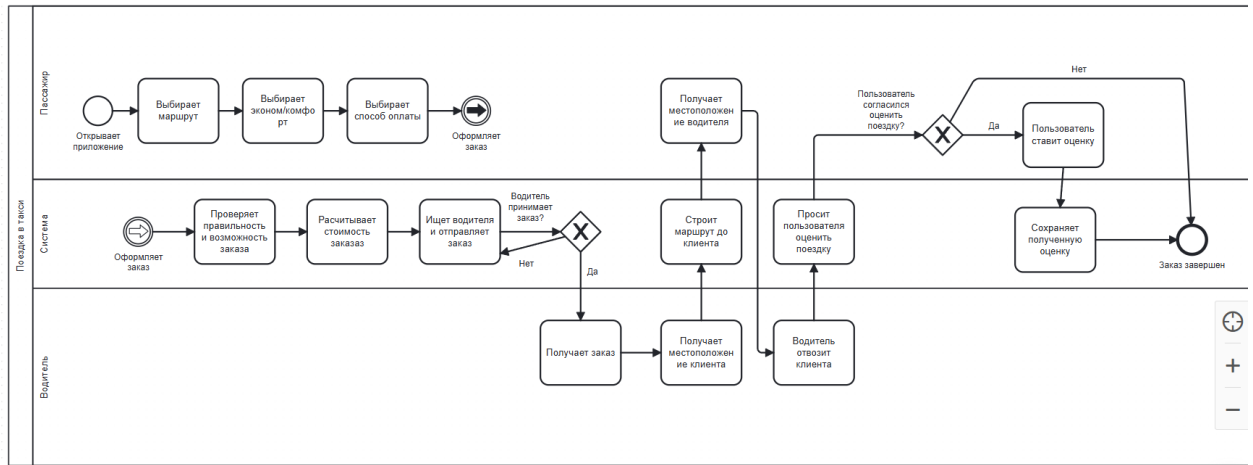 Поездка в такси
Пассажир
Открывает
приложение
Выбирает
маршрут
Выбирает
эконом/комфо
рт
Выбирает
способ оплаты
Оформляет
заказ
Получает
местоположен
ие водителя
Пользователь
согласился
оценить
поездку?
Нет
Да
Пользователь
ставит оценку
Система
Оформляет
заказ
Проверяет
правильность
и возможность
заказа
Расчитывает
стоимость
заказаз
Ищет водителя
и отправляет
заказ
Водитель
принимает
заказ?
Нет
Да
Строит
маршрут до
клиента
Просит
пользователя
оценить
поездку
Сохраняет
полученную
оценку
Заказ завершен
Водитель
Получает заказ
Получает
местоположен
ие клиента
Водитель
отвозит
клиента